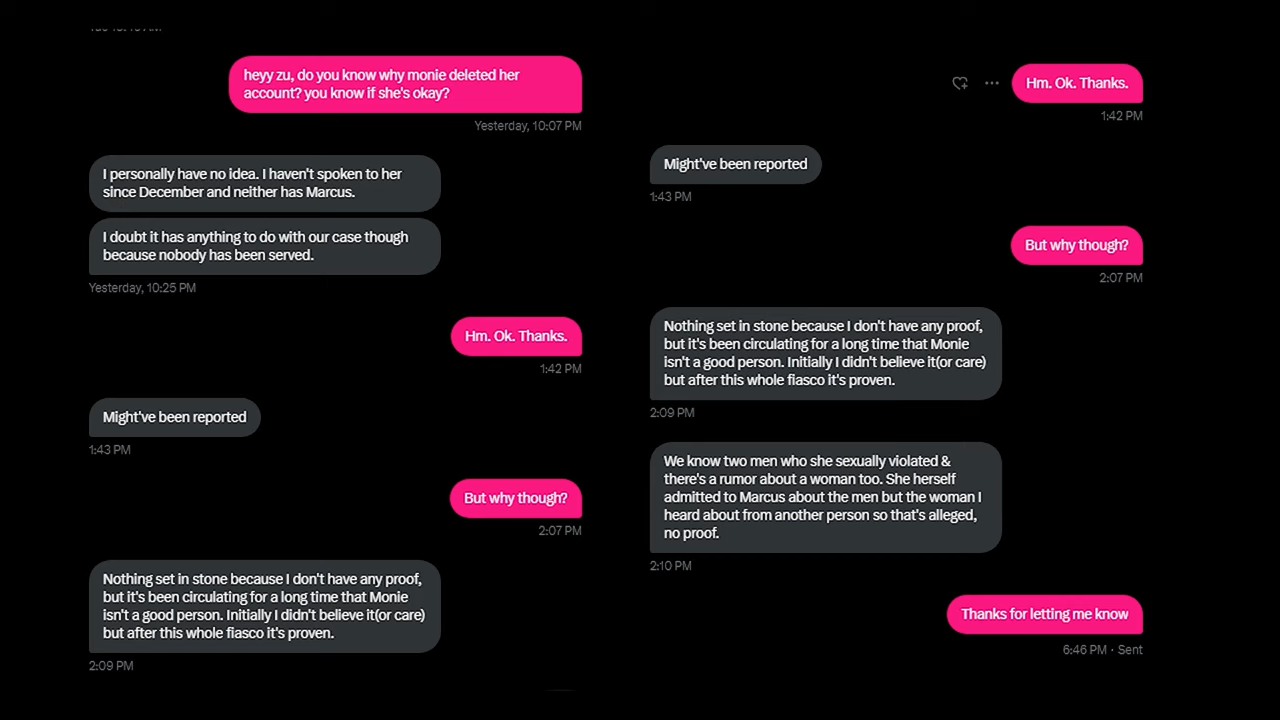 heyy zu, do you know why monie deleted her
account? you know if she's okay?
Yesterday, 10:07 PM
I personally have no idea. I haven't spoken to her
since December and neither has Marcus.
I doubt it has anything to do with our case though
because nobody has been served.
Yesterday, 10:25 PM
Hm. Ok. Thanks.
1:42 PM
Might've been reported
1:43 PM
But why though?
2:07 PM
Nothing set in stone because I don't have any proof,
but it's been circulating for a long time that Monie
isn't a good person. Initially I didn't believe it(or care)
but after this whole fiasco it's proven.
2:09 PM
Hm. Ok. Thanks.
1:42 PM
Might've been reported
1:43 PM
But why though?
2:07 PM
Nothing set in stone because I don't have any proof,
but it's been circulating for a long time that Monie
isn't a good person. Initially I didn't believe it(or care)
but after this whole fiasco it's proven.
2:09 PM
We know two men who she sexually violated &
there's a rumor about a woman too. She herself
admitted to Marcus about the men but the woman I
heard about from another person so that's alleged,
no proof.
2:10 PM
Thanks for letting me know
6:46 PM · Sent